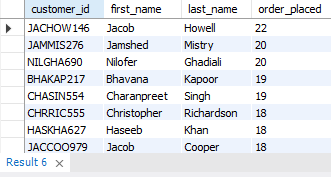 customer_id first_name last_name order_placed
JACHOW146 Jacob Howell 22
JAMMIS276 Jamshed Mistry 20
NILGHA690 Nilofer Ghadiali 20
BHAKAP217 Bhavana Kapoor 19
CHASIN554 Charanpreet Singh 19
CHRRIC555 Christopher Richardson 18
HASKHA627 Haseeb Khan 18
JACCOO979 Jacob Cooper 18
Result 6 ×